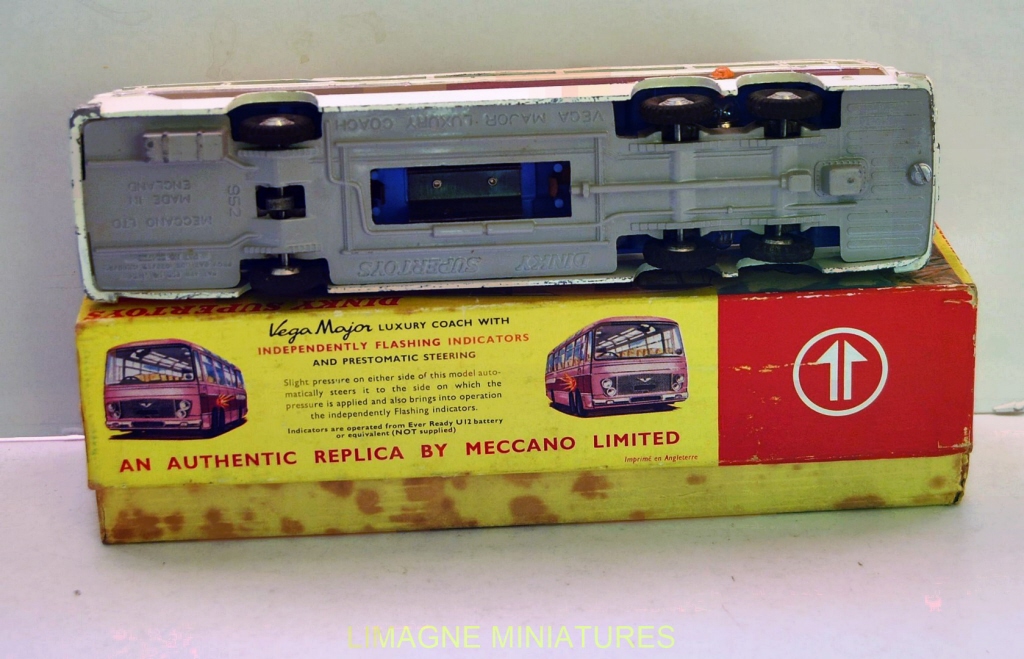 VEGA MAJOR LUXURY COACH
952
MADE IN
ENGLAND
MECCANO LTD
DINKY
SUPERTOYS
DINKY SUPERTOYS
Vega Major LUXURY COACH WITH
INDEPENDENTLY FLASHING INDICATORS
AND PRESTOMATIC STEERING
Slight pressure on either side of this model auto-
matically steers it to the side on which the
pressure is applied and also brings into operation
the independently flashing indicators.
Indicators are operated from Ever Ready U12 battery
or equivalent (NOT supplied)
AN AUTHENTIC REPLICA BY MECCANO LIMITED
Imprimé en Angleterre
LIMAGNE MINIATURES